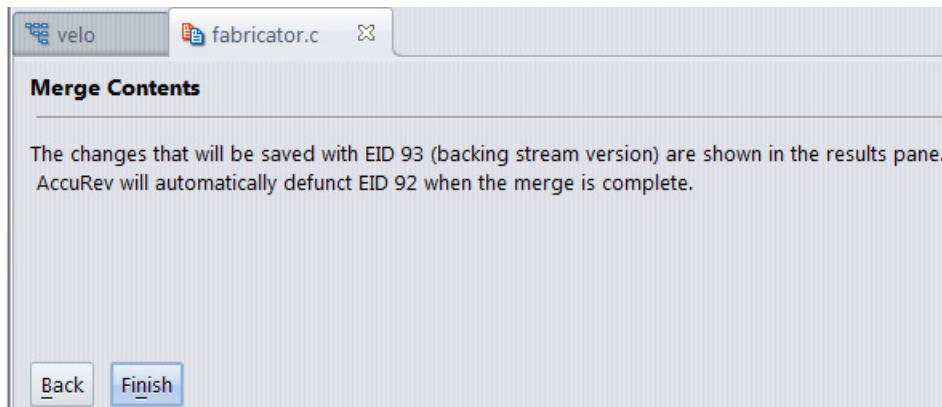 velo
fabricator.c
Merge Contents
The changes that will be saved with EID 93 (backing stream version) are shown in the results pane.
AccuRev will automatically defunct EID 92 when the merge is complete.
Back
Finish